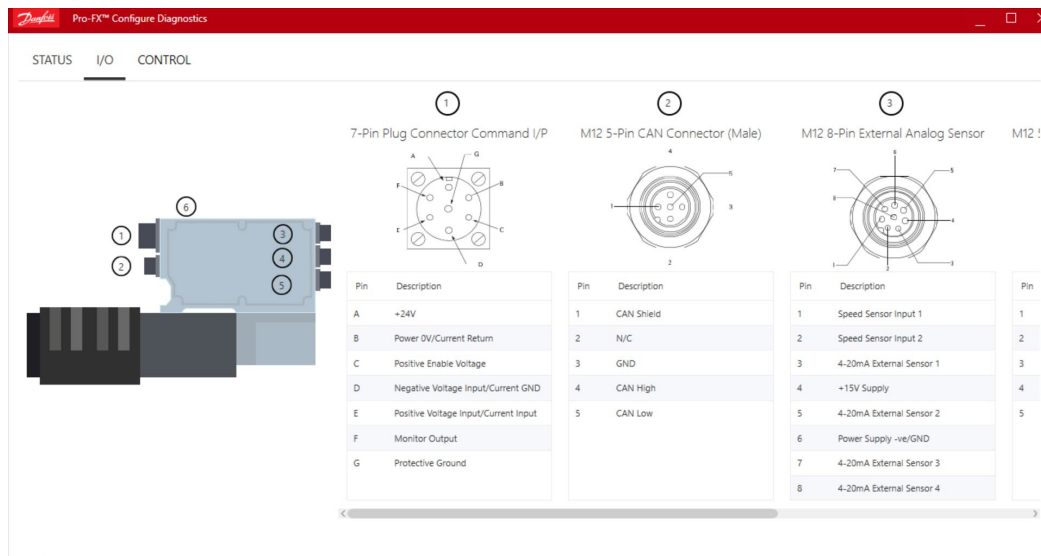 Danfoss Pro-FX™ Configure Diagnostics
STATUS I/O CONTROL
1 2 3
7-Pin Plug Connector Command I/P M12 5-Pin CAN Connector (Male) M12 8-Pin External Analog Sensor M12 5
A G F B E C D
4 5 1 3 2
6 7 5 8 4 1 3 2
6
1 3
2 4
5
Pin Description Pin Description Pin Description Pin
A +24V 1 CAN Shield 1 Speed Sensor Input 1 1
B Power 0V/Current Return 2 N/C 2 Speed Sensor Input 2 2
C Positive Enable Voltage 3 GND 3 4-20mA External Sensor 1 3
D Negative Voltage Input/Current GND 4 CAN High 4 +15V Supply 4
E Positive Voltage Input/Current Input 5 CAN Low 5 4-20mA External Sensor 2 5
F Monitor Output 6 Power Supply -ve/GND
G Protective Ground 7 4-20mA External Sensor 3
8 4-20mA External Sensor 4